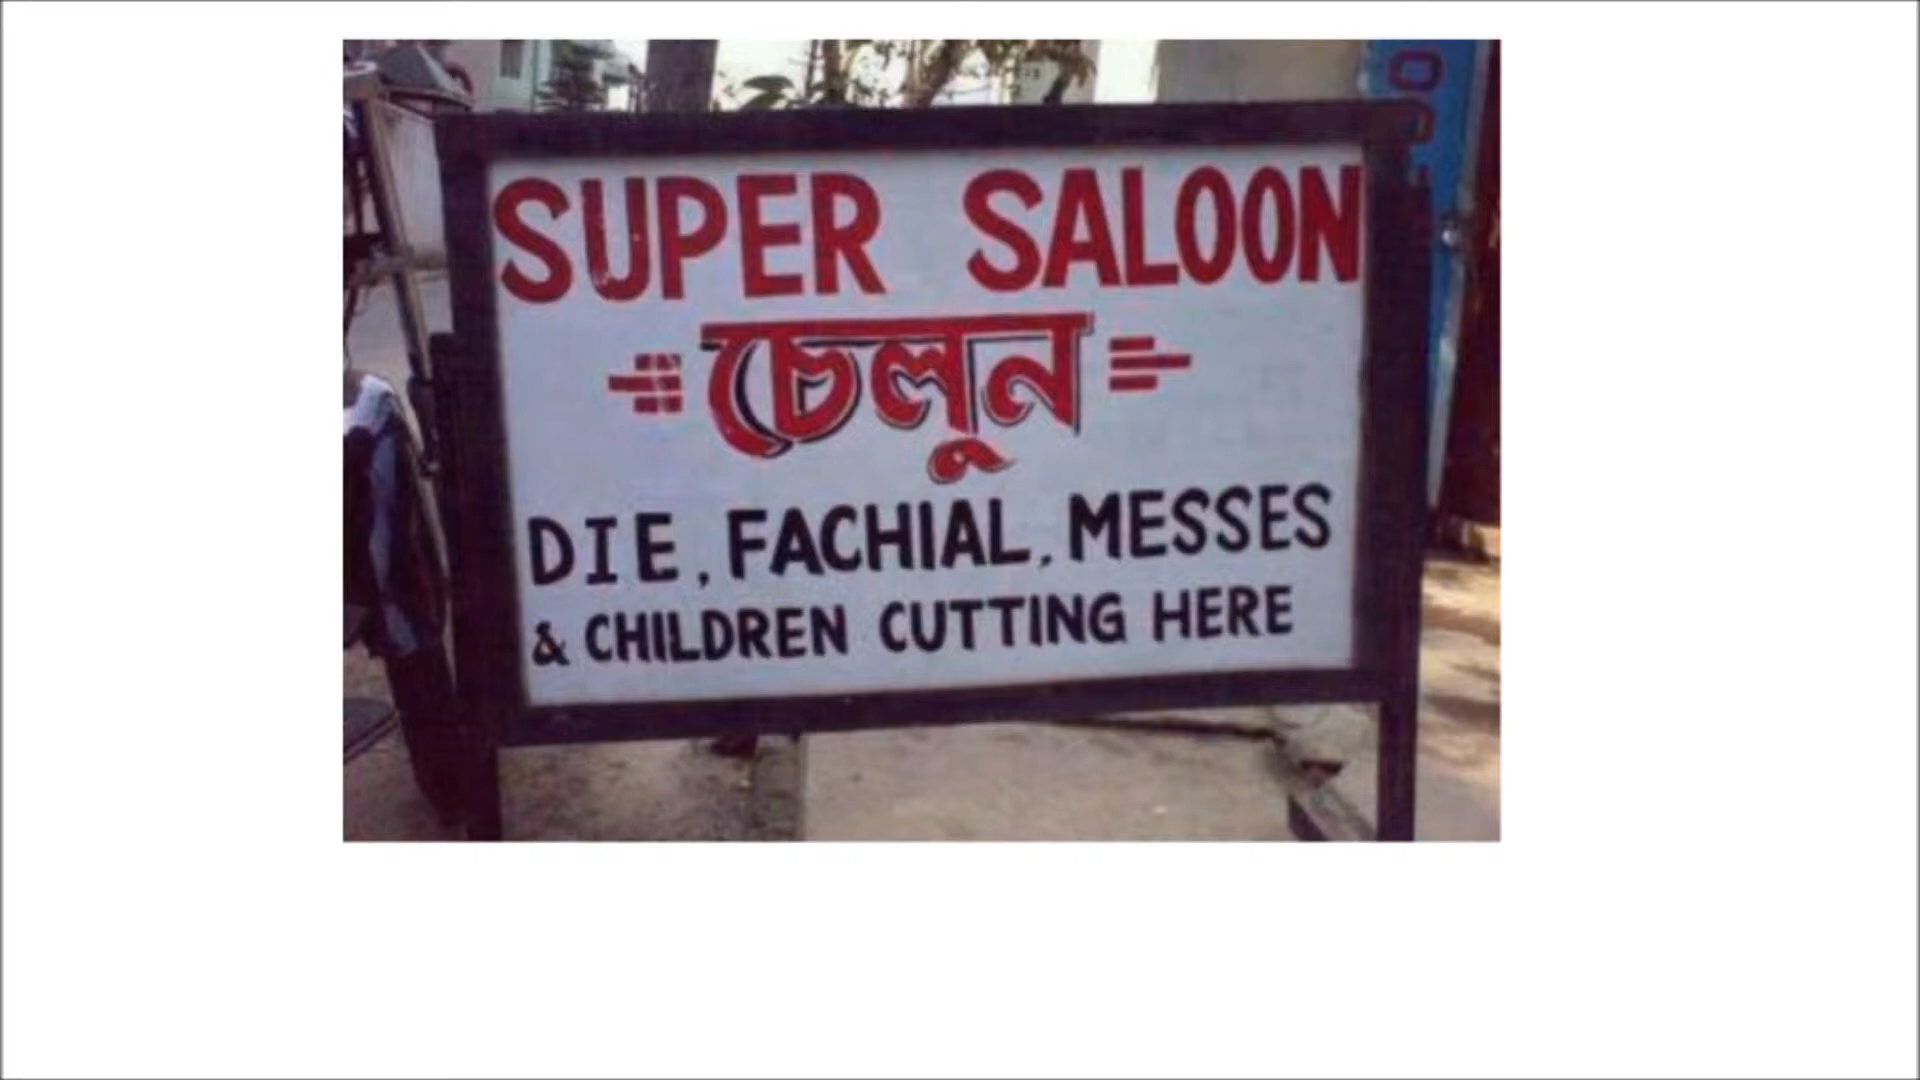 SUPER SALOON
চেলুন
DIE, FACHIAL, MESSES
& CHILDREN CUTTING HERE